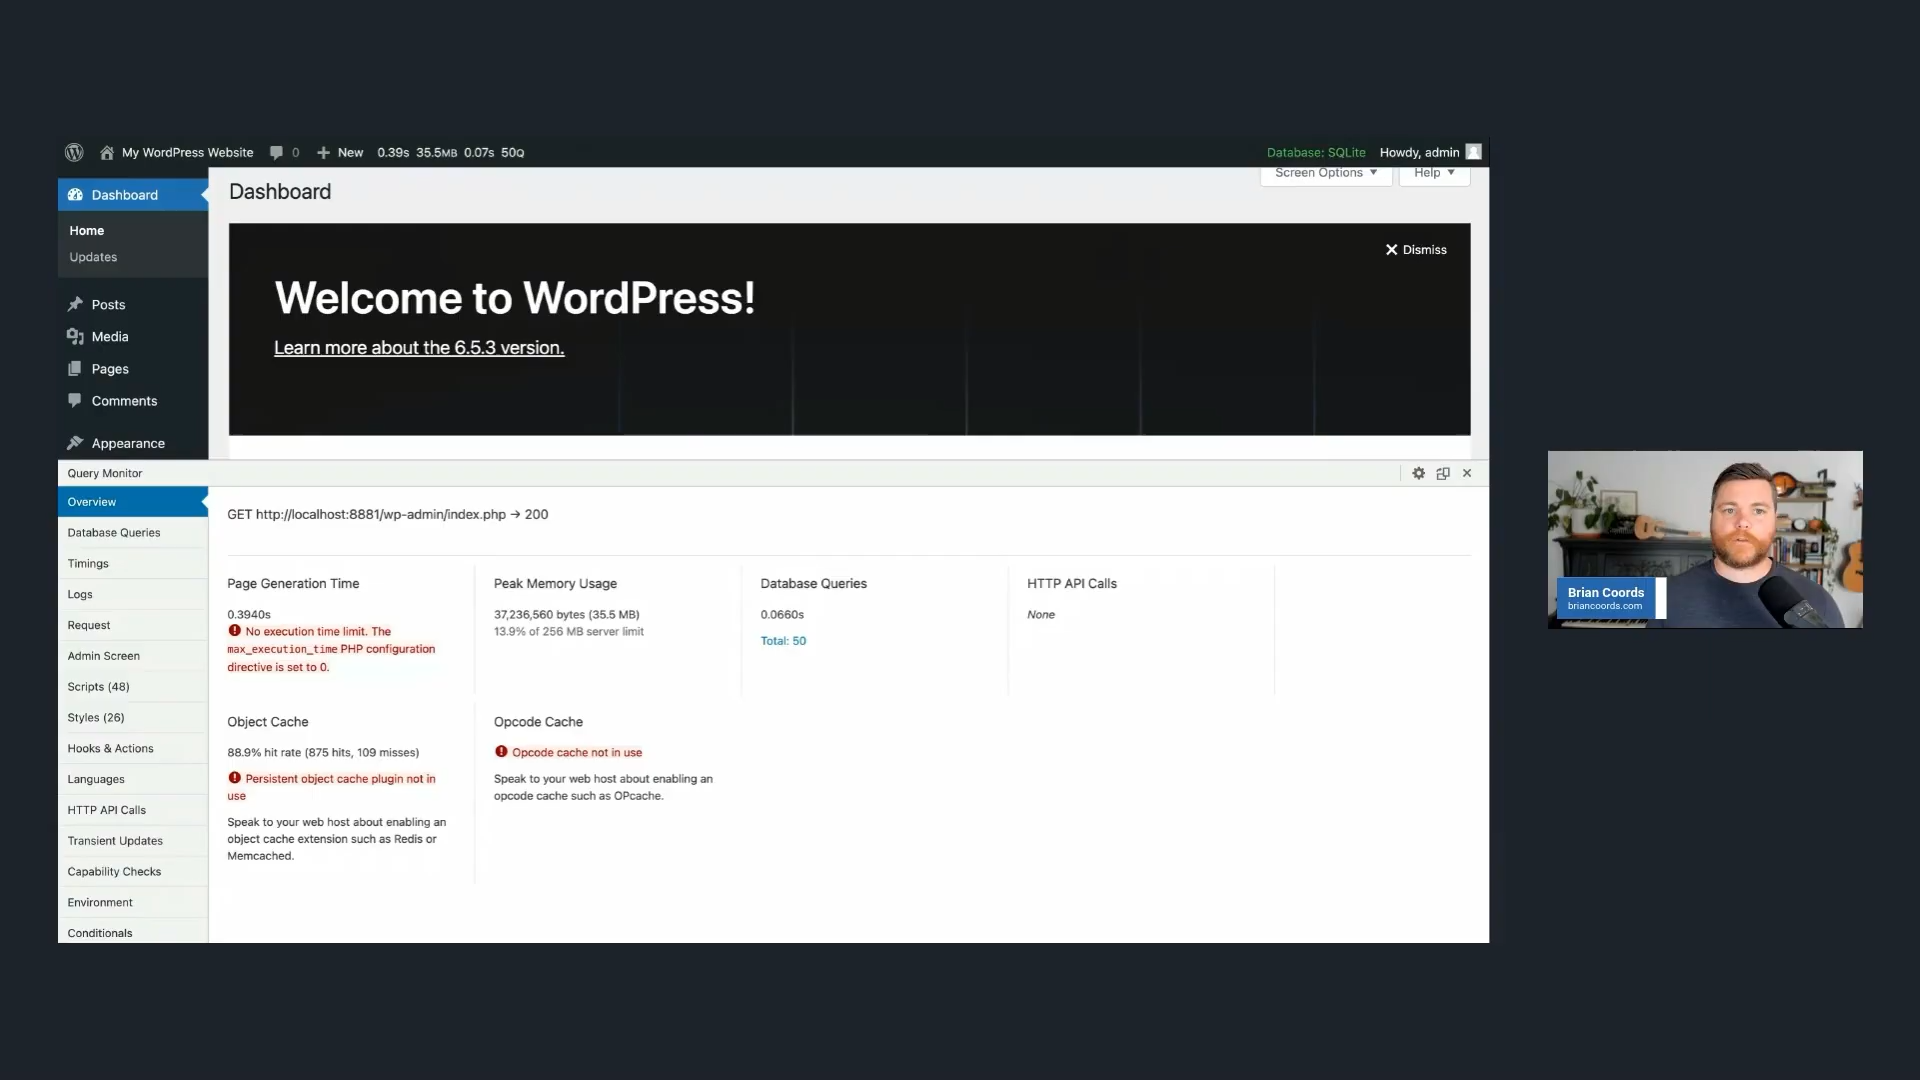 My WordPress Website 0 New 0.39s 35.5MB 0.07s 50Q Database: SQLite Howdy, admin
Dashboard
Home
Updates
Posts
Media
Pages
Comments
Appearance
Dashboard
Screen Options
Help
Dismiss
Welcome to WordPress!
Learn more about the 6.5.3 version.
Query Monitor
Overview
Database Queries
Timings
Logs
Request
Admin Screen
Scripts (48)
Styles (26)
Hooks & Actions
Languages
HTTP API Calls
Transient Updates
Capability Checks
Environment
Conditionals
GET http://localhost:8881/wp-admin/index.php → 200
Page Generation Time
0.3940s
No execution time limit. The
max_execution_time PHP configuration
directive is set to 0.
Peak Memory Usage
37,236,560 bytes (35.5 MB)
13.9% of 256 MB server limit
Database Queries
0.0660s
Total: 50
HTTP API Calls
None
Object Cache
88.9% hit rate (875 hits, 109 misses)
Persistent object cache plugin not in
use
Speak to your web host about enabling an
object cache extension such as Redis or
Memcached.
Opcode Cache
Opcode cache not in use
Speak to your web host about enabling an
opcode cache such as OPcache.
Brian Coords
briancoords.com